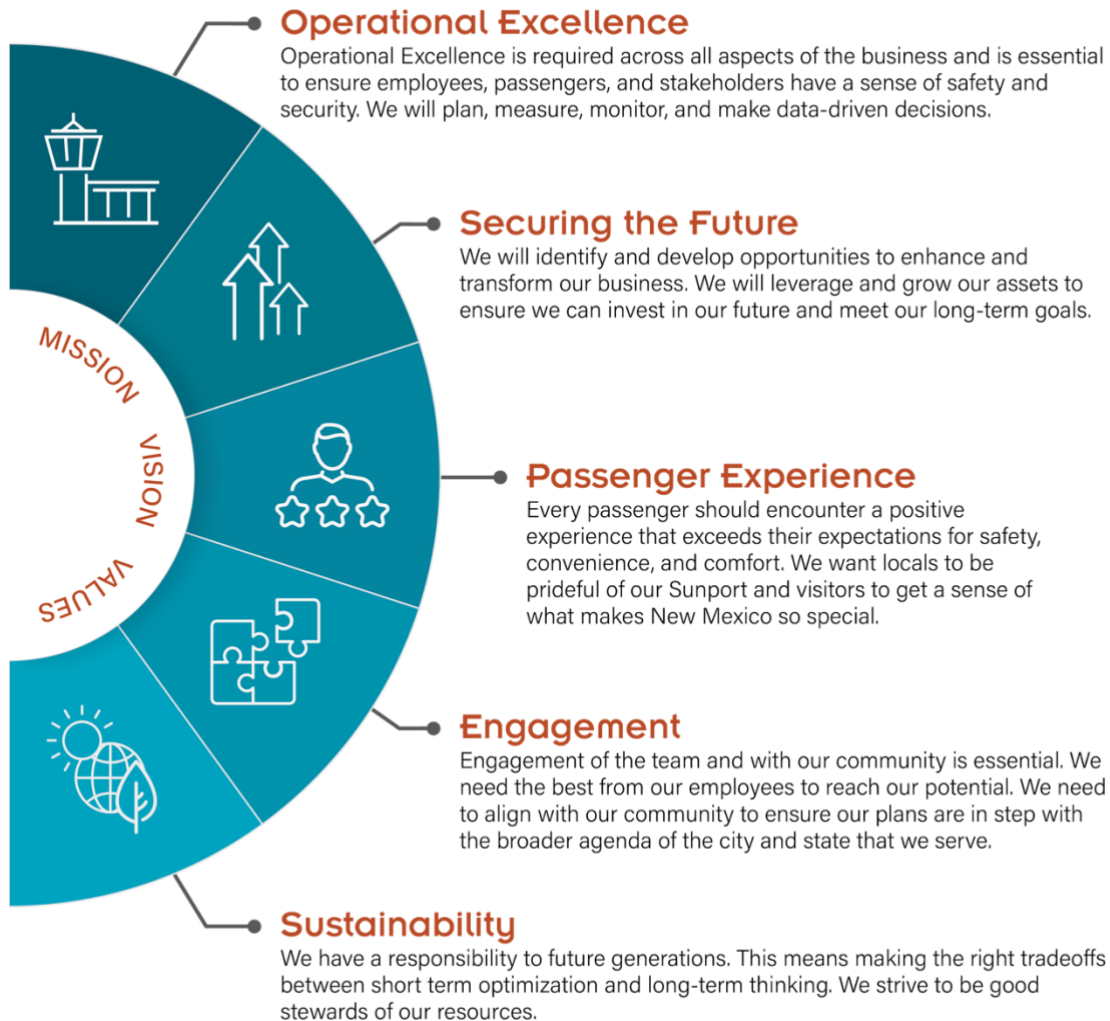 Operational Excellence
Operational Excellence is required across all aspects of the business and is essential
to ensure employees, passengers, and stakeholders have a sense of safety and
security. We will plan, measure, monitor, and make data-driven decisions.
Securing the Future
We will identify and develop opportunities to enhance and
transform our business. We will leverage and grow our assets to
ensure we can invest in our future and meet our long-term goals.
MISSION
VISION
VALUES
Passenger Experience
Every passenger should encounter a positive
experience that exceeds their expectations for safety,
convenience, and comfort. We want locals to be
prideful of our Sunport and visitors to get a sense of
what makes New Mexico so special.
Engagement
Engagement of the team and with our community is essential. We
need the best from our employees to reach our potential. We need
to align with our community to ensure our plans are in step with
the broader agenda of the city and state that we serve.
Sustainability
We have a responsibility to future generations. This means making the right tradeoffs
between short term optimization and long-term thinking. We strive to be good
stewards of our resources.